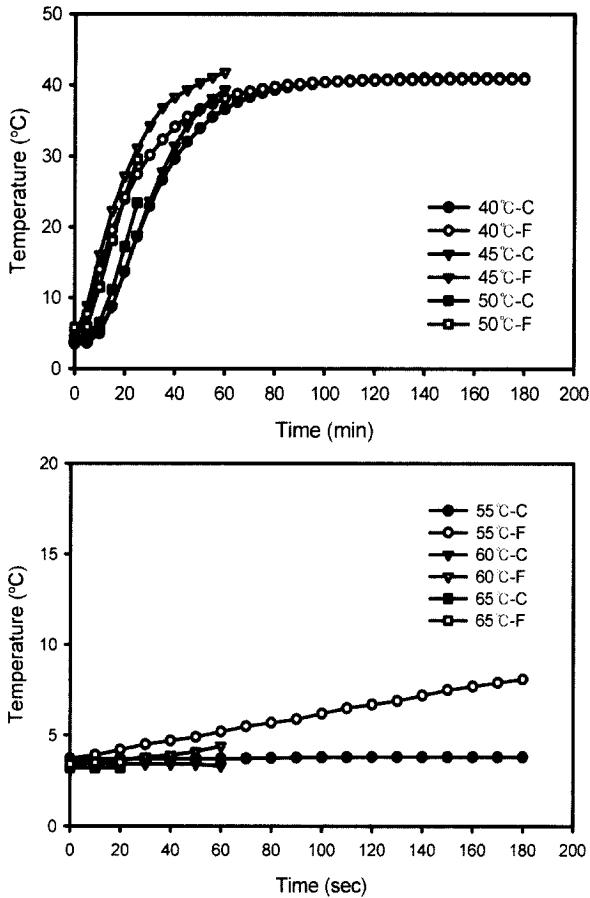 50
40
30
20
10
0
Temperature (°C)
40℃-C
40℃-F
45℃-C
45℃-F
50℃-C
50℃-F
0 20 40 60 80 100 120 140 160 180 200
Time (min)
20
15
10
5
0
Temperature (°C)
55℃-C
55℃-F
60℃-C
60℃-F
65℃-C
65℃-F
0 20 40 60 80 100 120 140 160 180 200
Time (sec)